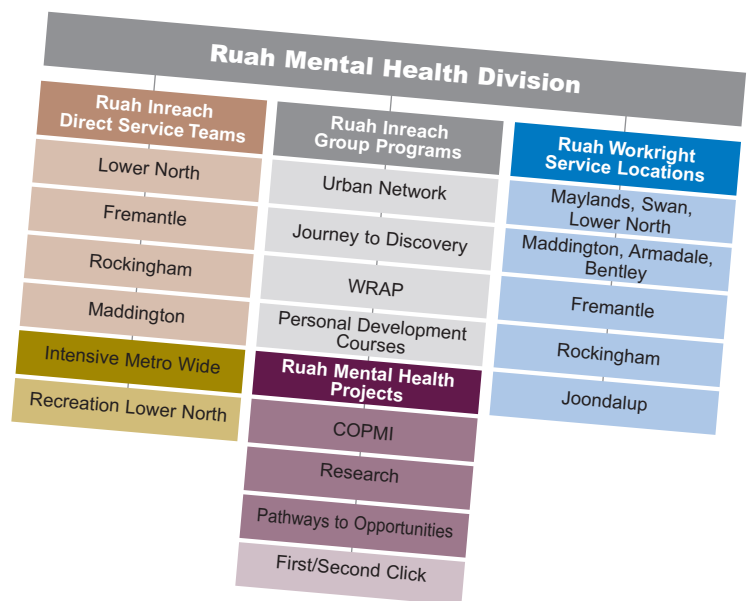 Ruah Mental Health Division
Ruah Inreach
Direct Service Teams
Lower North
Fremantle
Rockingham
Maddington
Intensive Metro Wide
Recreation Lower North
Ruah Inreach
Group Programs
Urban Network
Journey to Discovery
WRAP
Personal Development
Courses
Ruah Mental Health
Projects
COPMI
Research
Pathways to Opportunities
First/Second Click
Ruah Workright
Service Locations
Maylands, Swan,
Lower North
Maddington, Armadale,
Bentley
Fremantle
Rockingham
Joondalup